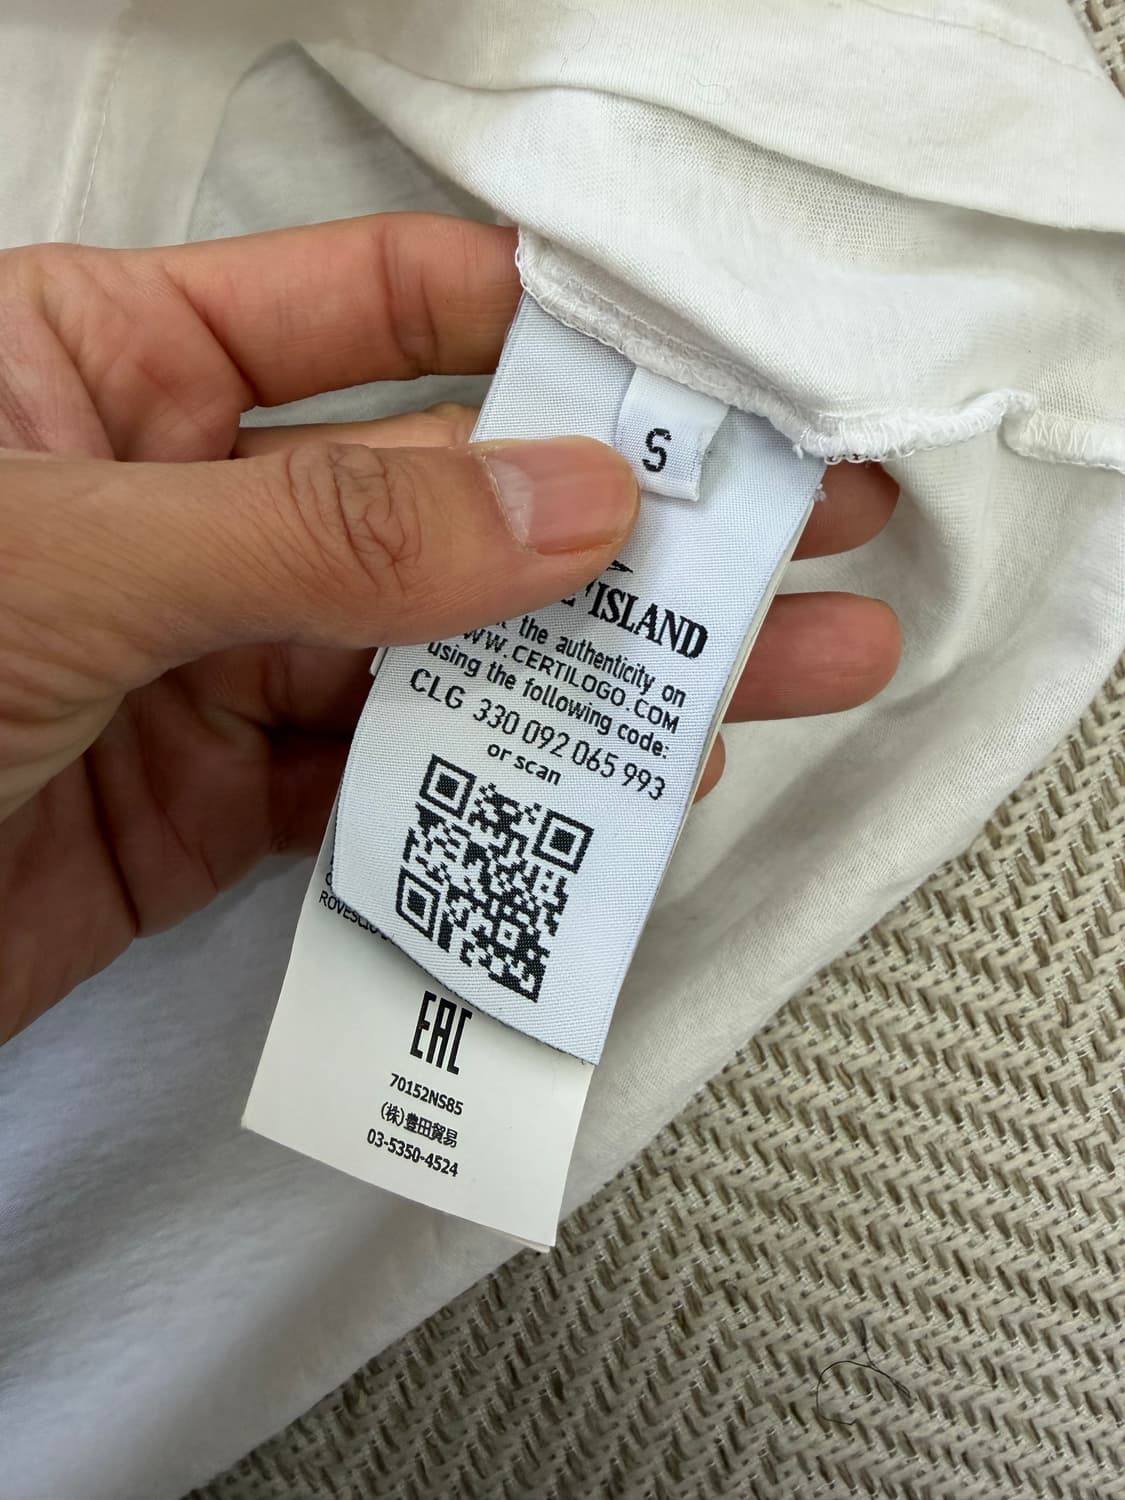 S
ISLAND
the authenticity on
WW.CERTILOGO.COM
using the following code:
CLG 330 092 065 993
or scan
EAC
70152NS85
(株)豊田貿易
03-5350-4524